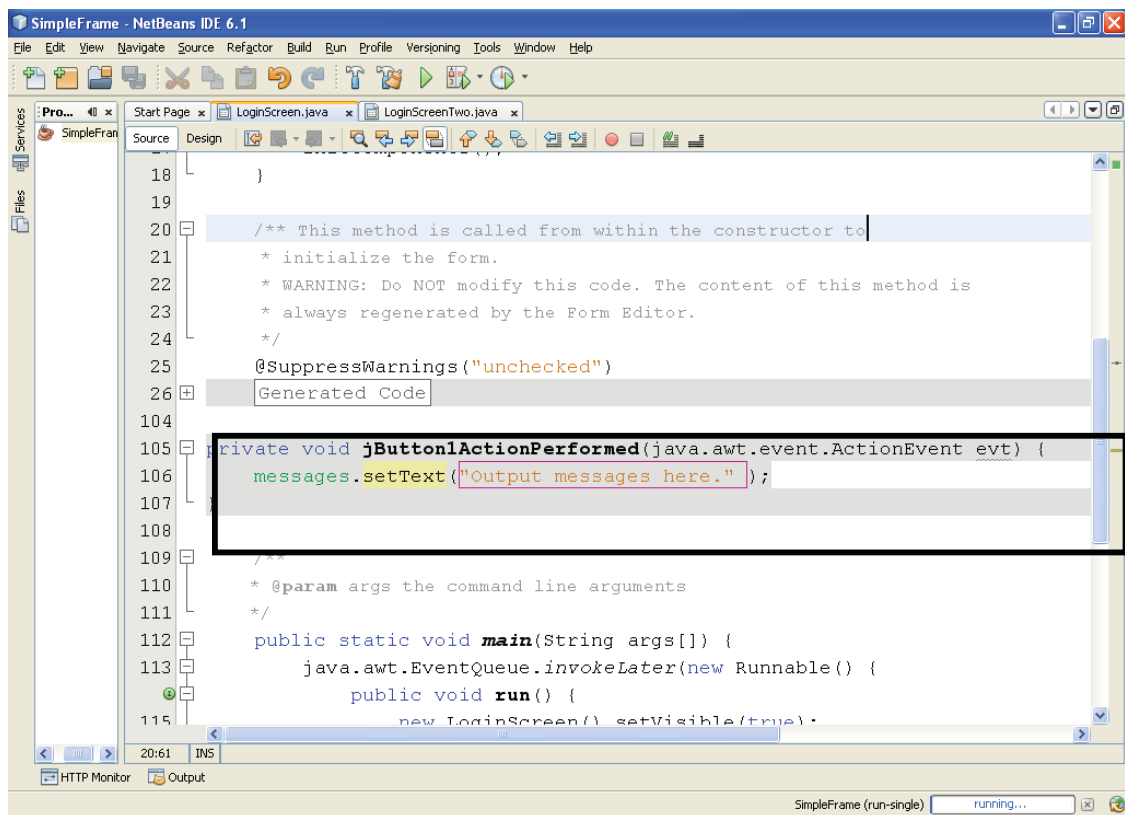 SimpleFrame - NetBeans IDE 6.1
File Edit View Navigate Source Refactor Build Run Profile Versioning Tools Window Help
Services
Files
Pro...
SimpleFran
Start Page LoginScreen.java LoginScreenTwo.java
Source Design
18 }
19
20 /** This method is called from within the constructor to
21 * initialize the form.
22 * WARNING: Do NOT modify this code. The content of this method is
23 * always regenerated by the Form Editor.
24 */
25 @SuppressWarnings("unchecked")
26 Generated Code
104
105 private void jButton1ActionPerformed(java.awt.event.ActionEvent evt) {
106 messages.setText("Output messages here." );
107
108
109 /**
110 * @param args the command line arguments
111 */
112 public static void main(String args[]) {
113 java.awt.EventQueue.invokeLater(new Runnable() {
public void run() {
115 new LoginScreen().setVisible(true);
20:61 INS
HTTP Monitor Output
SimpleFrame (run-single) running...